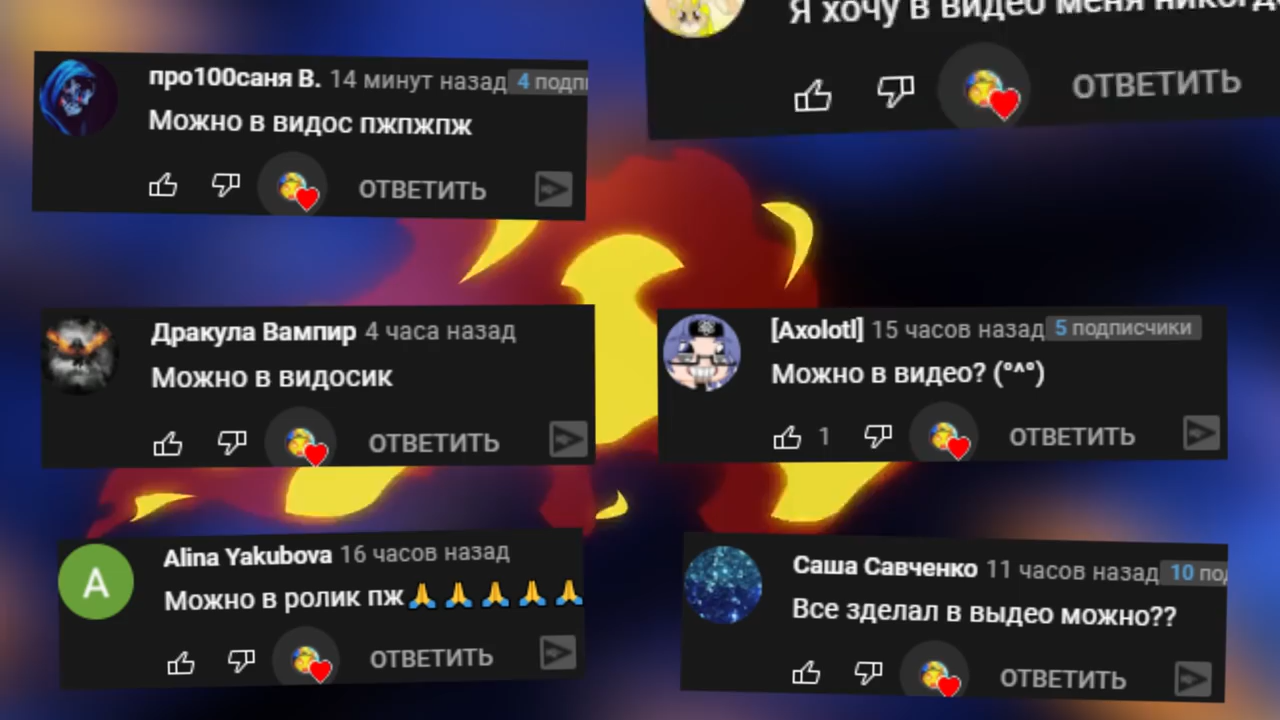 Я хочу в видео меня
ОТВЕТИТЬ
про100саня В. 14 минут назад 4
Можно в видос пжпжпж
ОТВЕТИТЬ
Дракула Вампир 4 часа назад
Можно в видосик
ОТВЕТИТЬ
[Axolotl] 15 часов назад 5 подписчики
Можно в видео? (°^°)
1 ОТВЕТИТЬ
A
Alina Yakubova 16 часов назад
Можно в ролик пж🙏🙏🙏🙏🙏
ОТВЕТИТЬ
Саша Савченко 11 часов назад 10
Все зделал в выдео можно??
ОТВЕТИТЬ